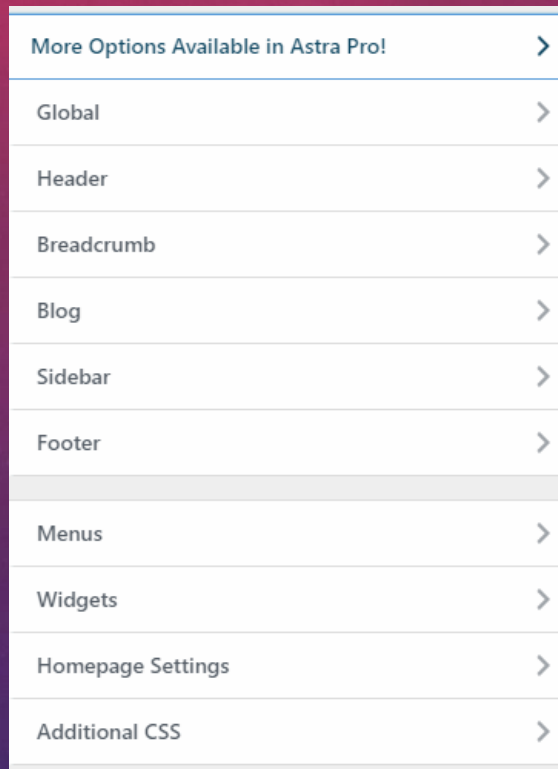 More Options Available in Astra Pro!
Global
Header
Breadcrumb
Blog
Sidebar
Footer
Menus
Widgets
Homepage Settings
Additional CSS